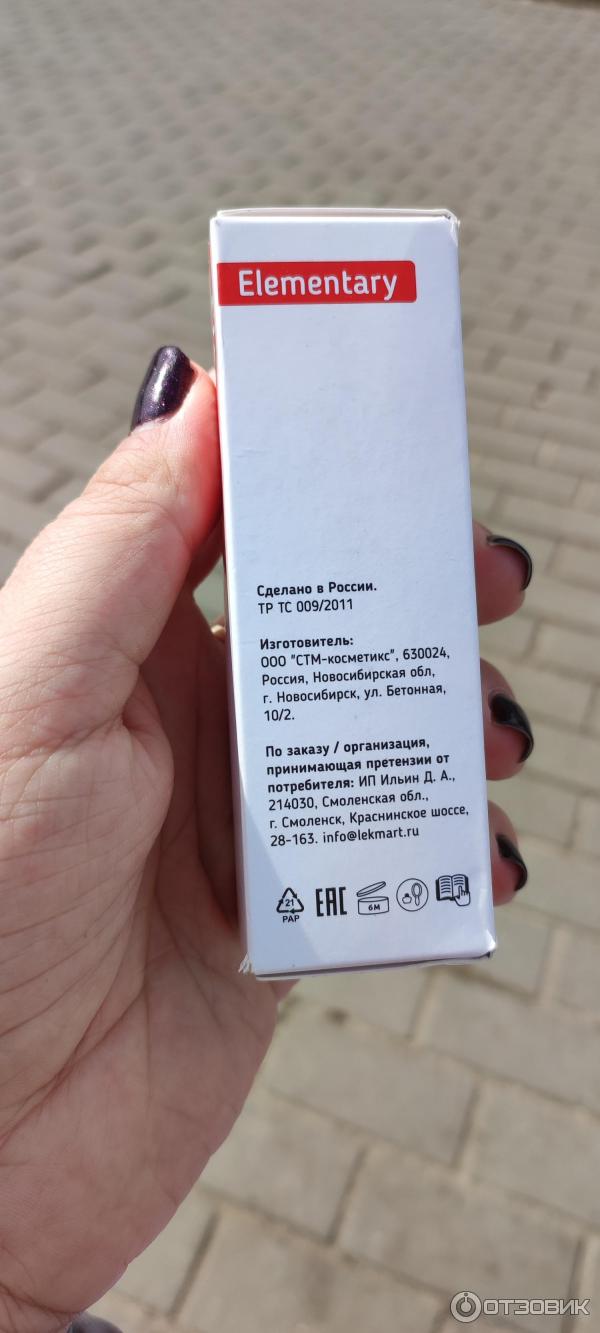 Elementary
Сделано в России.
ТР ТС 009/2011
Изготовитель:
ООО "СТМ-косметикс", 630024,
Россия, Новосибирская обл,
г. Новосибирск, ул. Бетонная,
10/2.
По заказу / организация,
принимающая претензии от
потребителя: ИП Ильин Д. А.,
214030, Смоленская обл.,
г. Смоленск, Краснинское шоссе,
28-163. info@lekmart.ru
21
PAP
EAC
6M
ОТЗОВИК